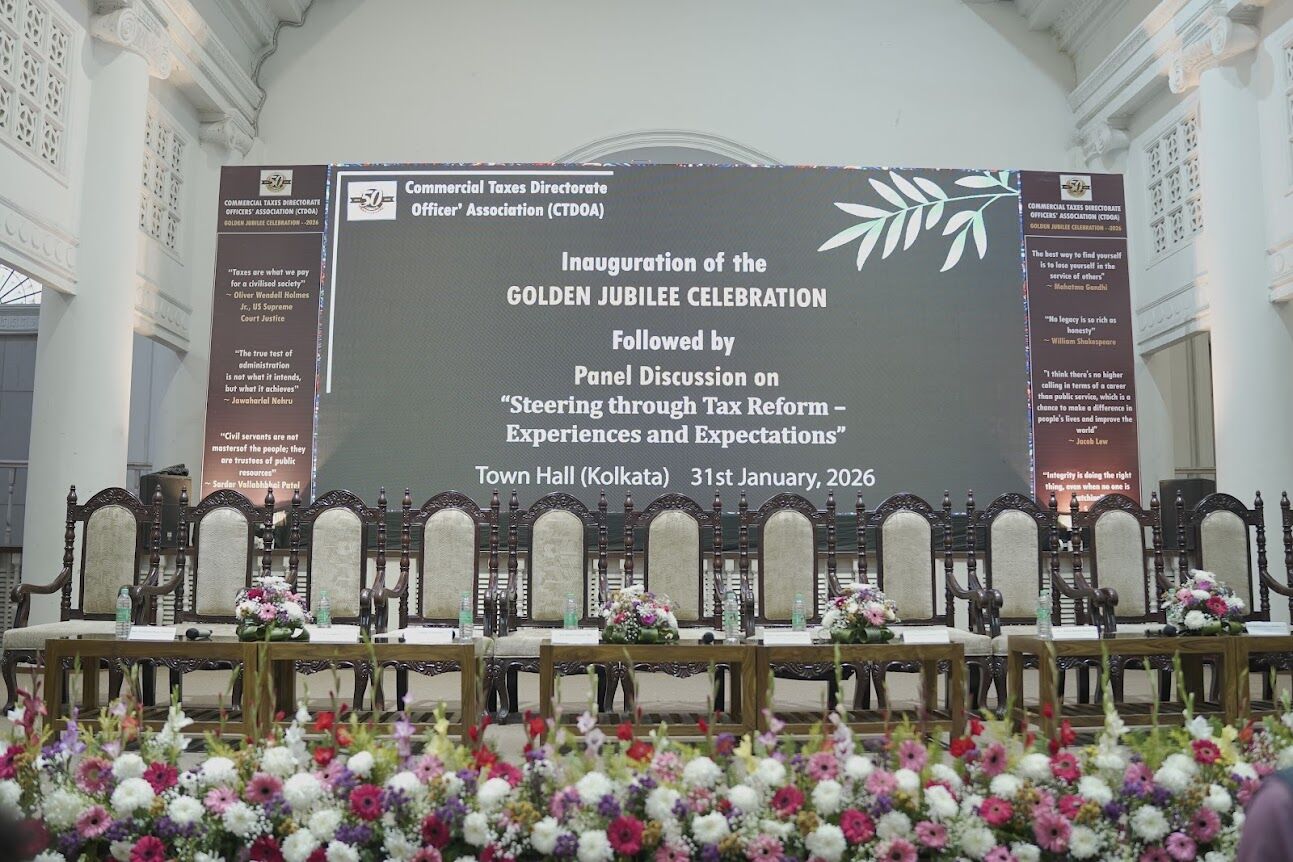 50
COMMERCIAL TAXES DIRECTORATE
OFFICERS' ASSOCIATION (CTDOA)
GOLDEN JUBILEE CELEBRATION --2026
"Taxes are what we pay
for a civilised society"
~ Oliver Wendell Holmes
Jr., US Supreme
Court Justice
"The true test of
administration
is not what it intends,
but what it achieves"
~ Jawaharlal Nehru
"Civil servants are not
mastersof the people; they
are trustees of public
resources"
~ Sardar Vallabhbhai Patel
50
Commercial Taxes Directorate
Officer' Association (CTDOA)
Inauguration of the
GOLDEN JUBILEE CELEBRATION
Followed by
Panel Discussion on
“Steering through Tax Reform –
Experiences and Expectations”
Town Hall (Kolkata) 31st January, 2026
50
COMMERCIAL TAXES DIRECTORATE
OFFICERS' ASSOCIATION (CTDOA)
GOLDEN JUBILEE CELEBRATION --2026
The best way to find yourself
is to lose yourself in the
service of others"
~ Mahatma Gandhi
"No legacy is so rich as
honesty"
~ William Shakespeare
"I think there's no higher
calling in terms of a career
than public service, which is a
chance to make a difference in
people's lives and improve the
world"
~ Jacob Lew
"Integrity is doing the right
thing, even when no one is